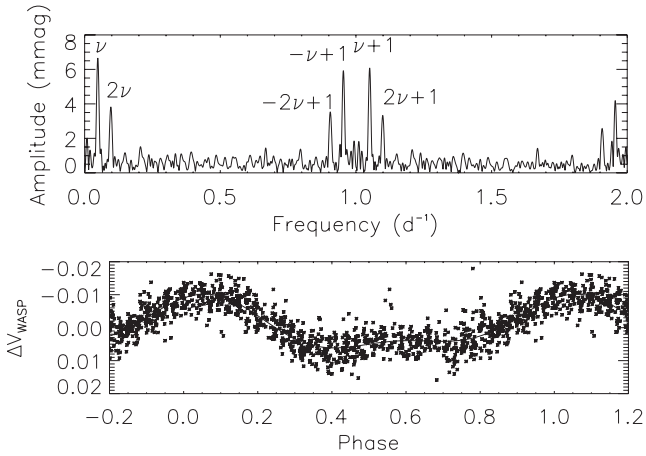 8
6
4
2
0
Amplitude (mmag)
ν
2ν
−2ν+1
−ν+1
ν+1
2ν+1
0.0 0.5 1.0 1.5 2.0
Frequency (d⁻¹)
−0.02
−0.01
0.00
0.01
0.02
ΔV_WASP
−0.2 0.0 0.2 0.4 0.6 0.8 1.0 1.2
Phase